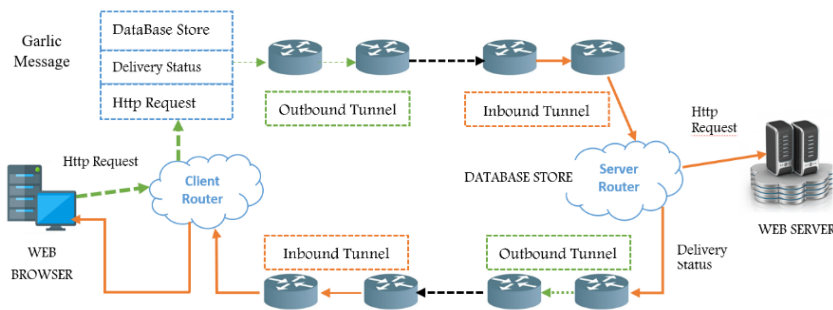 Garlic
Message
DataBase Store
Delivery Status
Http Request
Outbound Tunnel
Inbound Tunnel
Http Request
Client
Router
WEB
BROWSER
DATABASE STORE
Server
Router
Http
Request
WEB SERVER
Inbound Tunnel
Outbound Tunnel
Delivery
Status